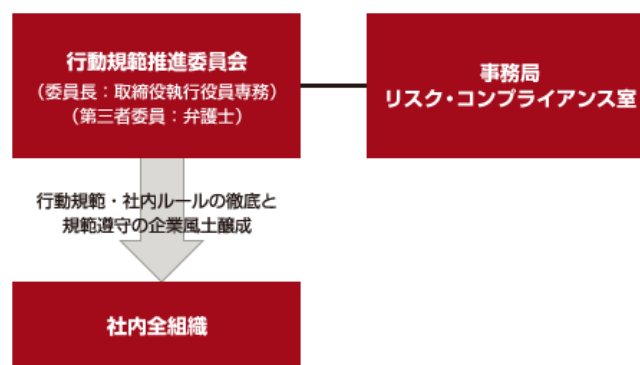 行動規範推進委員会
（委員長：取締役執行役員専務）
（第三者委員：弁護士）
事務局
リスク・コンプライアンス室
行動規範・社内ルールの徹底と
規範遵守の企業風土醸成
社内全組織